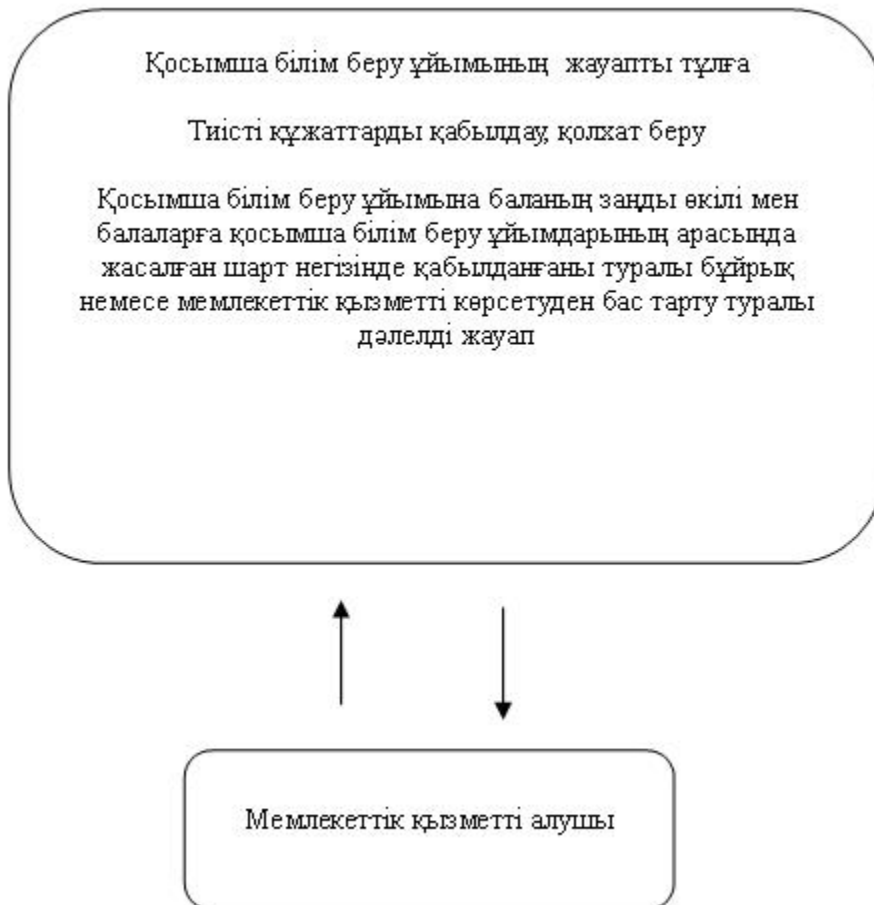 Қосымша білім беру ұйымының жауапты тұлға
Тиісті құжаттарды қабылдау, қолхат беру
Қосымша білім беру ұйымына баланың заңды өкілі мен
балаларға қосымша білім беру ұйымдарының арасында
жасалған шарт негізінде қабылданғаны туралы бұйрық
немесе мемлекеттік қызметті көрсетуден бас тарту туралы
дәлелді жауап
Мемлекеттік қызметті алушы